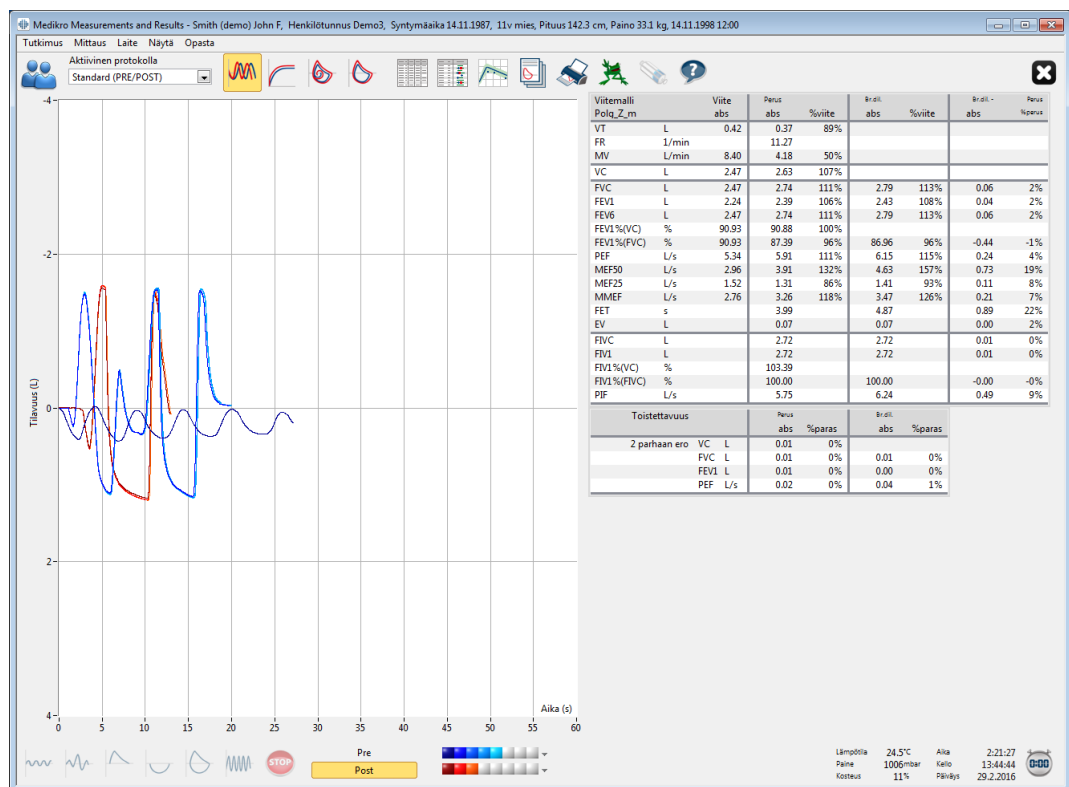 Medikro Measurements and Results - Smith (demo) John F, Henkilötunnus Demo3, Syntymäaika 14.11.1987, 11v mies, Pituus 142.3 cm, Paino 33.1 kg, 14.11.1998 12:00
Tutkimus Mittaus Laite Näytä Opasta
Aktiivinen protokolla
Standard (PRE/POST)
Viitemalli Viite Perus Br.dil. Br.dil. - Perus
Polg_Z_m abs abs %viite abs %viite abs %perus
VT L 0.42 0.37 89%
FR 1/min 11.27
MV L/min 8.40 4.18 50%
VC L 2.47 2.63 107%
FVC L 2.47 2.74 111% 2.79 113% 0.06 2%
FEV1 L 2.24 2.39 106% 2.43 108% 0.04 2%
FEV6 L 2.47 2.74 111% 2.79 113% 0.06 2%
FEV1%(VC) % 90.93 90.88 100%
FEV1%(FVC) % 90.93 87.39 96% 86.96 96% -0.44 -1%
PEF L/s 5.34 5.91 111% 6.15 115% 0.24 4%
MEF50 L/s 2.96 3.91 132% 4.63 157% 0.73 19%
MEF25 L/s 1.52 1.31 86% 1.41 93% 0.11 8%
MMEF L/s 2.76 3.26 118% 3.47 126% 0.21 7%
FET s 3.99 4.87 0.89 22%
EV L 0.07 0.07 0.00 2%
FIVC L 2.72 2.72 0.01 0%
FIV1 L 2.72 2.72 0.01 0%
FIV1%(VC) % 103.39
FIV1%(FIVC) % 100.00 100.00 -0.00 -0%
PIF L/s 5.75 6.24 0.49 9%
Toistettavuus Perus Br.dil.
abs %paras abs %paras
2 parhaan ero VC L 0.01 0%
FVC L 0.01 0% 0.01 0%
FEV1 L 0.01 0% 0.00 0%
PEF L/s 0.02 0% 0.04 1%
-4
-2
0
2
4
Tilavuus (L)
Aika (s)
0 5 10 15 20 25 30 35 40 45 50 55 60
STOP
Pre
Post
Lämpötila 24.5°C Aika 2:21:27
Paine 1006mbar Kello 13:44:44
Kosteus 11% Päiväys 29.2.2016
0:00